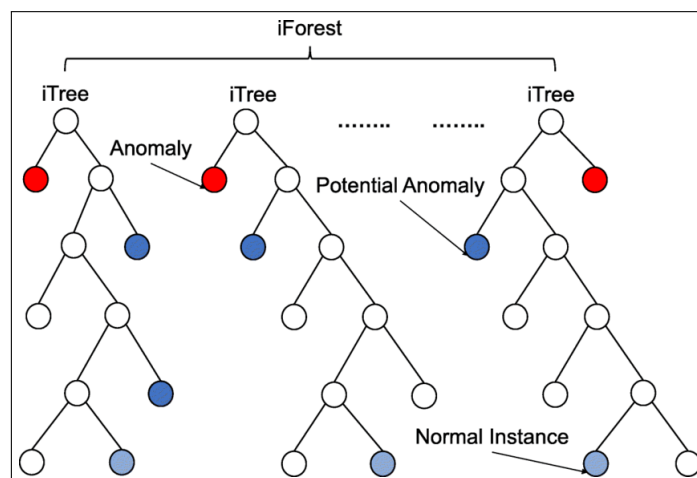 iForest
iTree iTree ........ ........ iTree
Anomaly
Potential Anomaly
Normal Instance